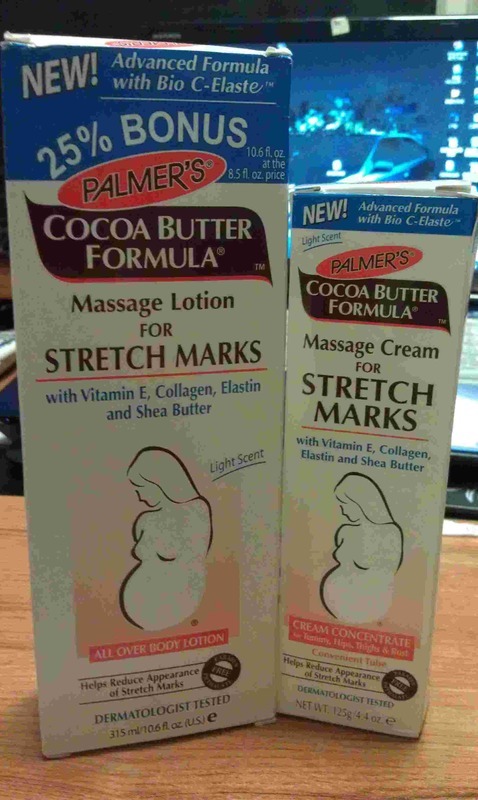 NEW! Advanced Formula
with Bio C-Elaste™
25% BONUS
10.6 fl. oz.
at the
8.5 fl. oz. price
PALMER'S®
COCOA BUTTER
FORMULA®
™
Massage Lotion
FOR
STRETCH MARKS
with Vitamin E, Collagen, Elastin
and Shea Butter
Light Scent
®
ALL OVER BODY LOTION
Helps Reduce Appearance
of Stretch Marks
FREE
DERMATOLOGIST TESTED
315 ml/10.6 fl. oz. (U.S.) e
NEW! Advanced Formula
with Bio C-Elaste™
Light Scent
PALMER'S®
COCOA BUTTER
FORMULA®
™
Massage Cream
FOR
STRETCH
MARKS
with Vitamin E, Collagen,
Elastin and Shea Butter
®
CREAM CONCENTRATE
for Tummy, Hips, Thighs & Bust
Convenient Tube
Helps Reduce Appearance
of Stretch Marks
DERMATOLOGIST TESTED
NET WT. 125g/4.4 oz. e